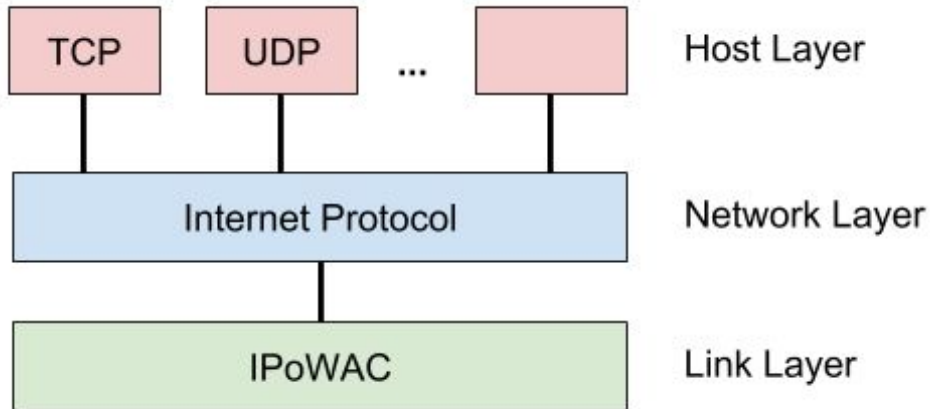 TCP
UDP
...
Host Layer
Internet Protocol
Network Layer
IPoWAC
Link Layer